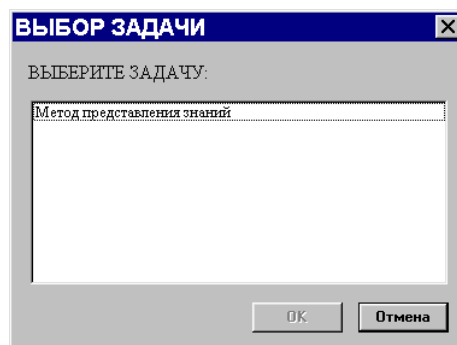 ВЫБОР ЗАДАЧИ
ВЫБЕРИТЕ ЗАДАЧУ:
Метод представления знаний
OK
Отмена